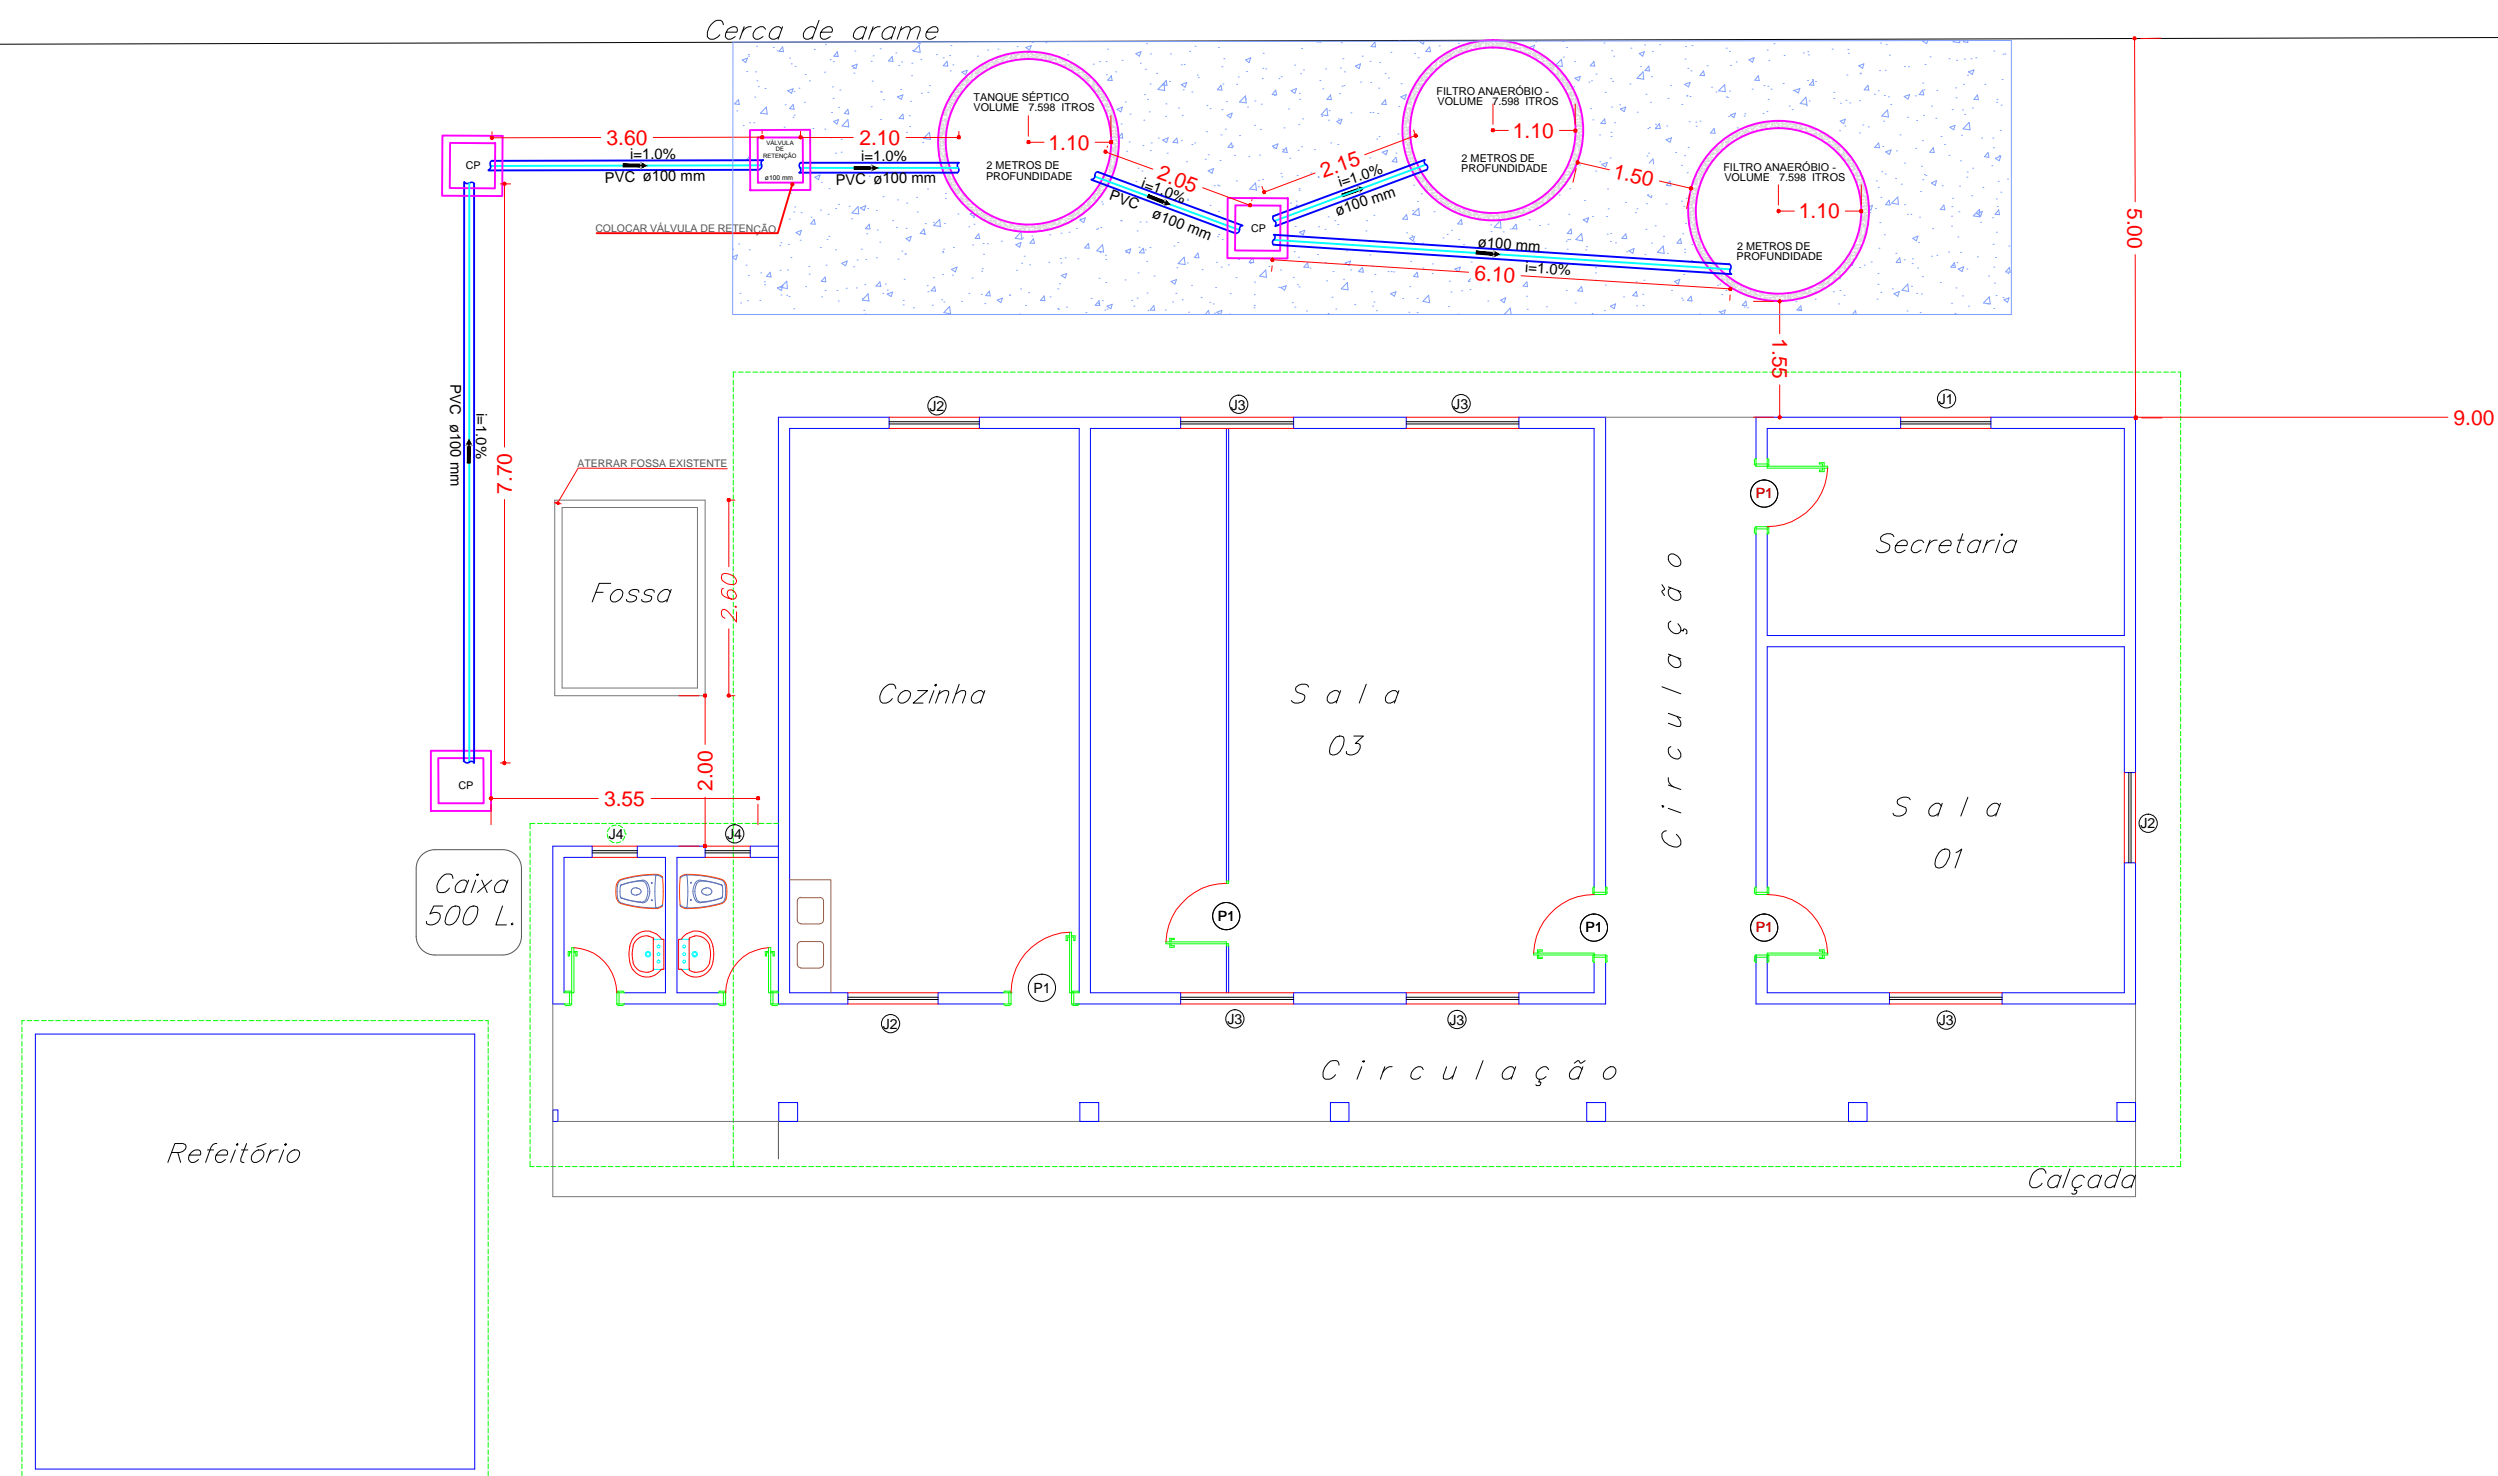 Cerca de arame
TANQUE SÉPTICO
VOLUME 7.598 ITROS
1.10
2 METROS DE
PROFUNDIDADE
FILTRO ANAERÓBIO -
VOLUME 7.598 ITROS
1.10
2 METROS DE
PROFUNDIDADE
FILTRO ANAERÓBIO -
VOLUME 7.598 ITROS
1.10
2 METROS DE
PROFUNDIDADE
CP
3.60
i=1.0%
PVC ø100 mm
VÁLVULA
DE
RETENÇÃO
ø100 mm
2.10
i=1.0%
PVC ø100 mm
COLOCAR VÁLVULA DE RETENÇÃO
2.05
i=1.0%
PVC ø100 mm
CP
2.15
i=1.0%
ø100 mm
1.50
ø100 mm
6.10
i=1.0%
5.00
1.55
9.00
PVC ø100 mm
i=1.0%
7.70
ATERRAR FOSSA EXISTENTE
Fossa
2.60
2.00
CP
3.55
J2
J3
J3
J1
P1
Secretaria
Circulação
Cozinha
Sala
03
Sala
01
J2
J4
J4
Caixa
500 L.
P1
P1
P1
P1
J2
J3
J3
J3
Circulação
Refeitório
Calçada